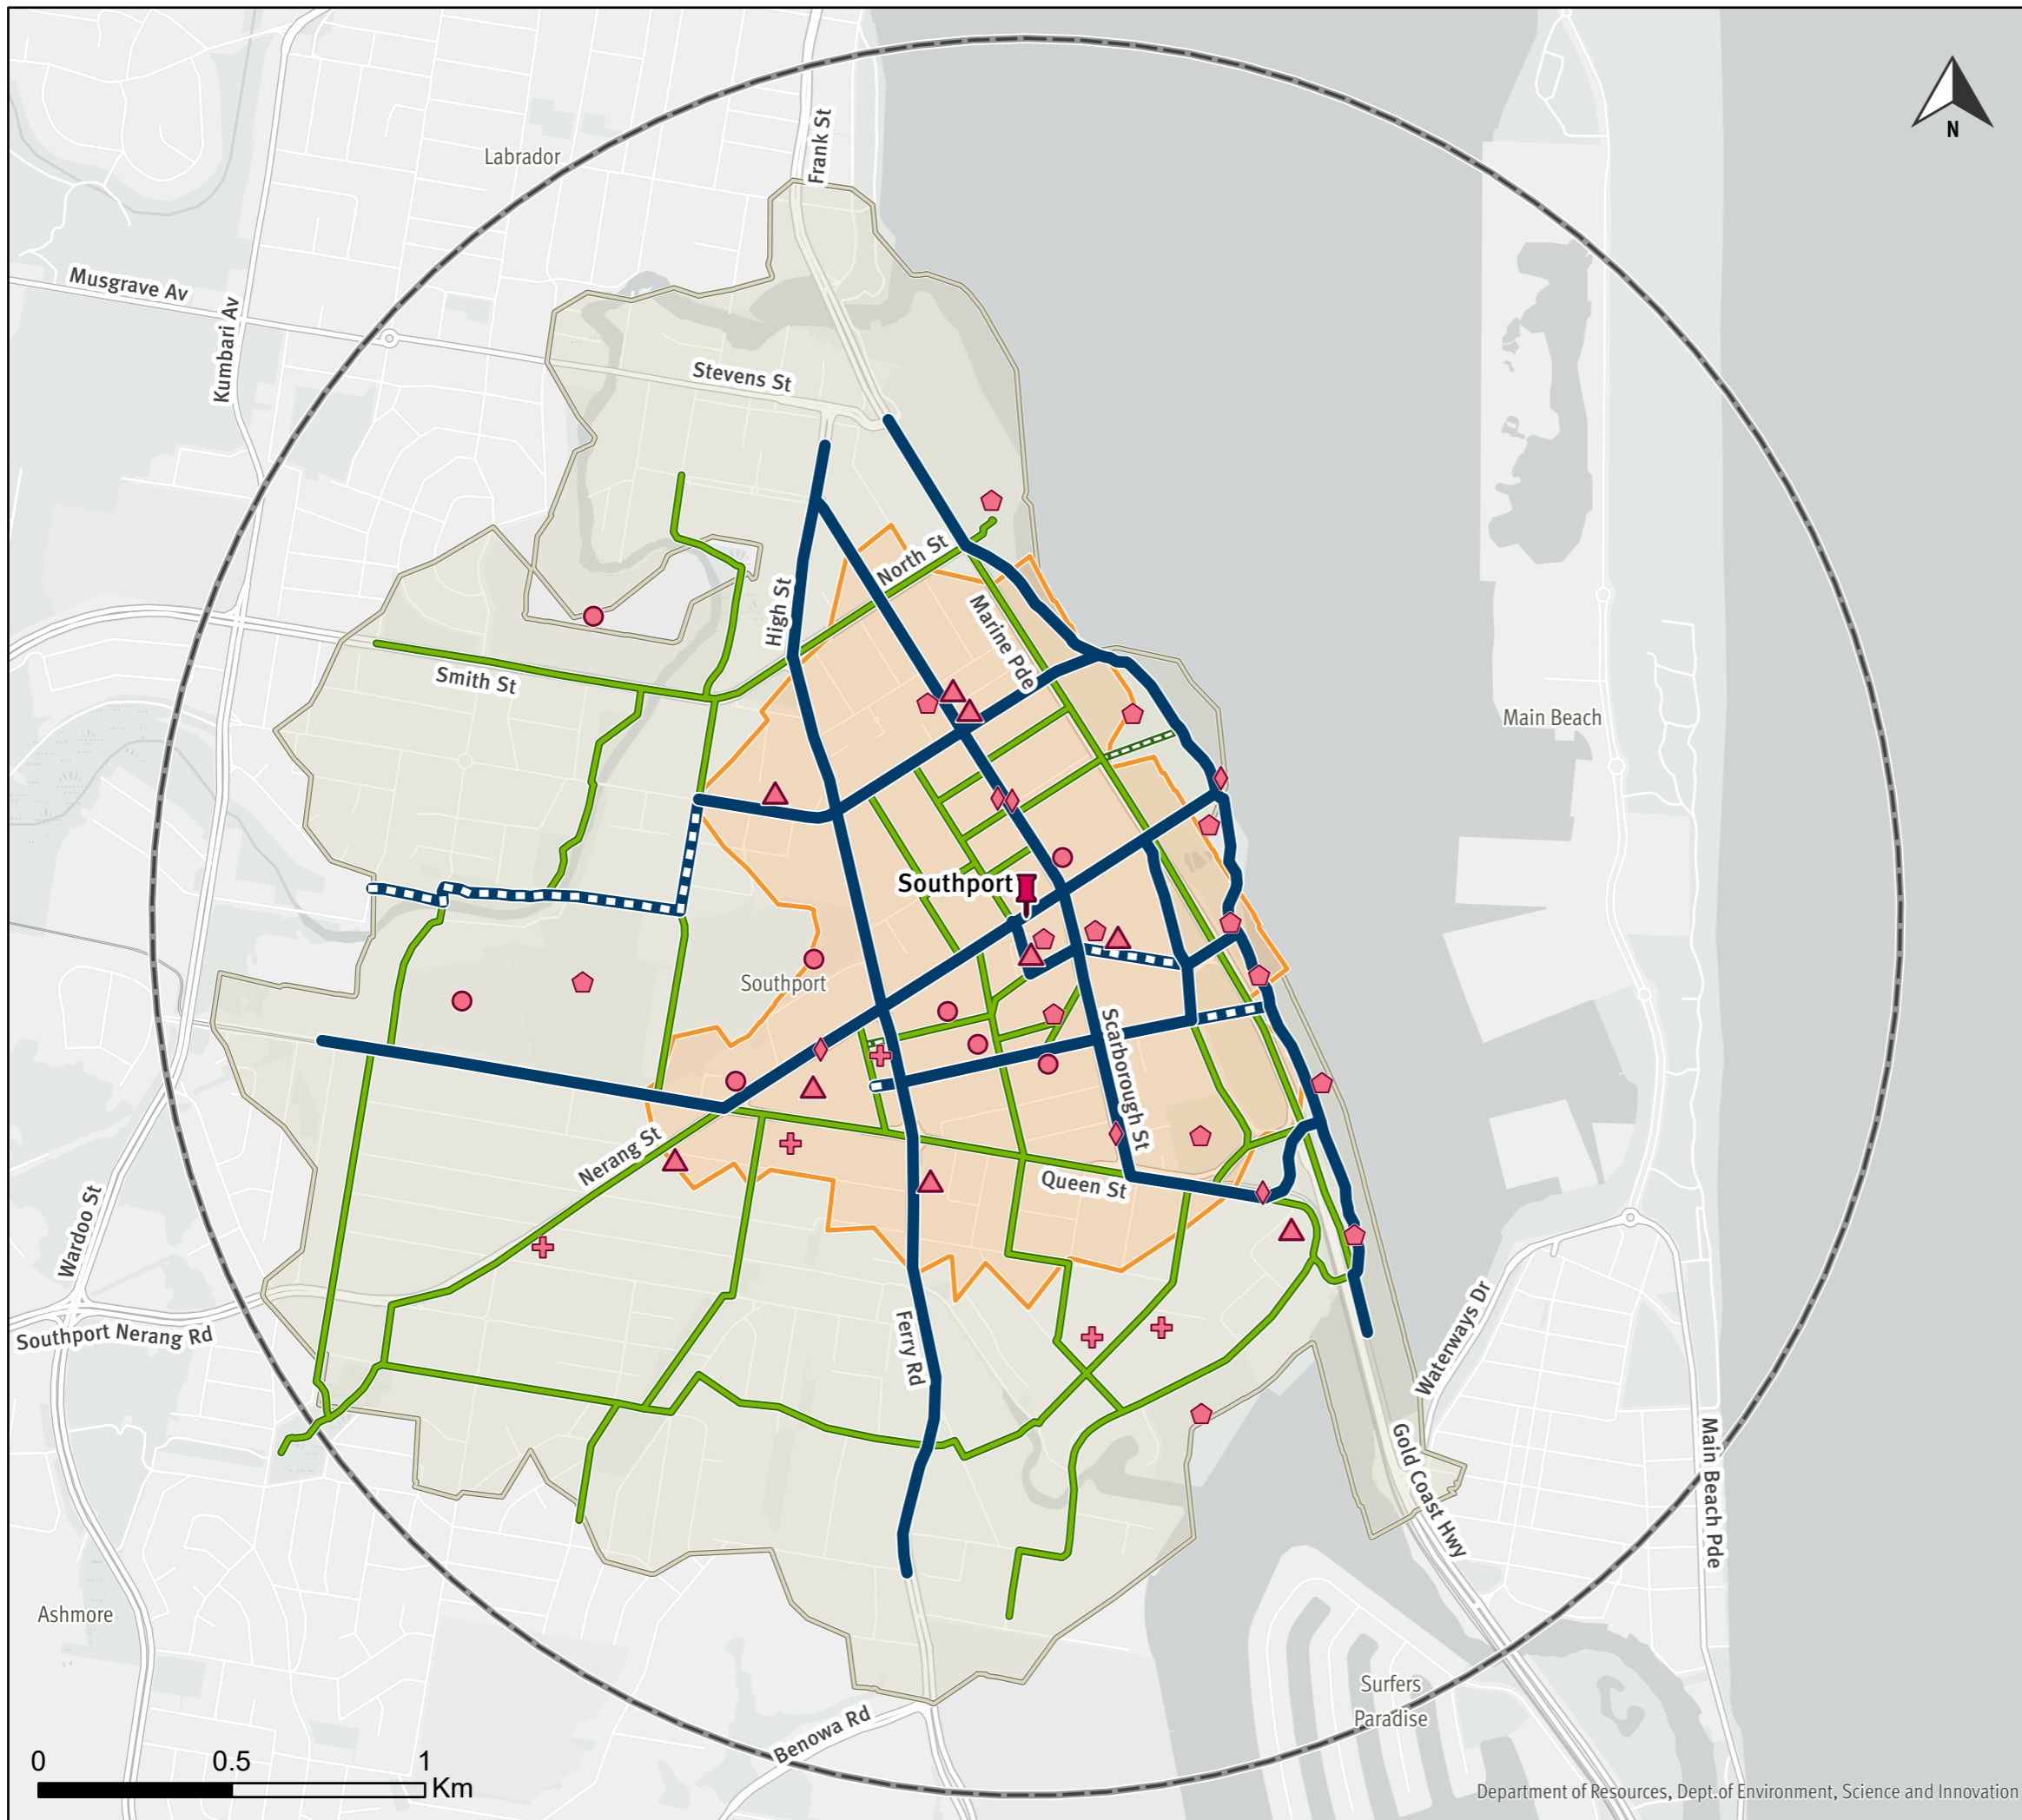 Frank St
N
Labrador
Musgrave Av
Kumbari Av
Stevens St
North St
High St
Marine Pde
Smith St
Main Beach
Southport
Southport
Scarborough St
Nerang St
Queen St
Wardoo St
Southport Nerang Rd
Ferry Rd
Waterways Dr
Gold Coast Hwy
Main Beach Pde
Ashmore
Surfers
Paradise
Benowa Rd
0 0.5 1
Km
Department of Resources, Dept.of Environment, Science and Innovation